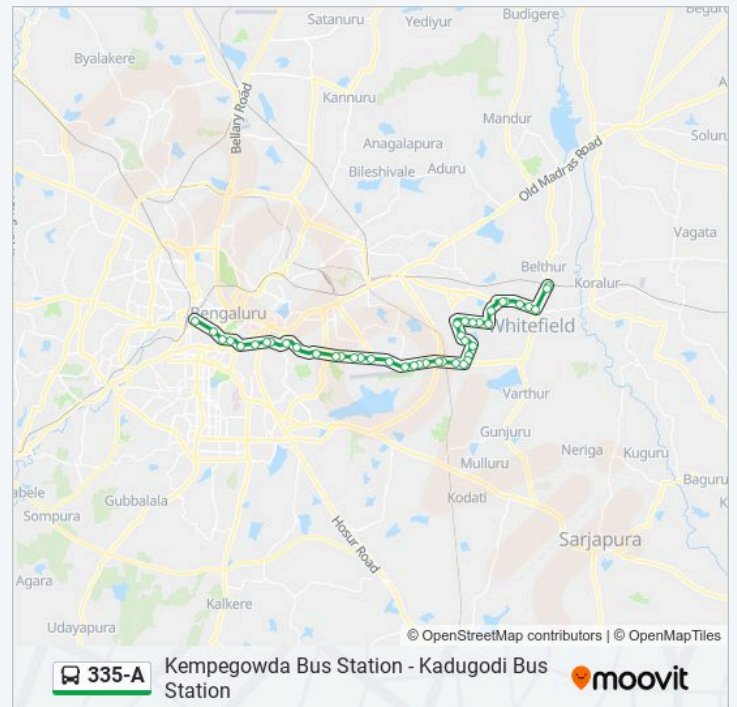 Satanuru
Yediyur
Budigere
Beguru
Byalakere
Bellary Road
Kannuru
Mandur
Soluru
Anagalapura
Old Madras Road
Bileshivale
Aduru
Vagata
Belthur
Koralur
Bengaluru
Whitefield
Varthur
Gunjuru
Neriga
Kuguru
Mulluru
Baguru
abele
Kodati
Gubbalala
Sompura
Hosur Road
Sarjapura
Agara
Kalkere
Udayapura
© OpenStreetMap contributors | © OpenMapTiles
335-A
Kempegowda Bus Station - Kadugodi Bus
Station
moovit